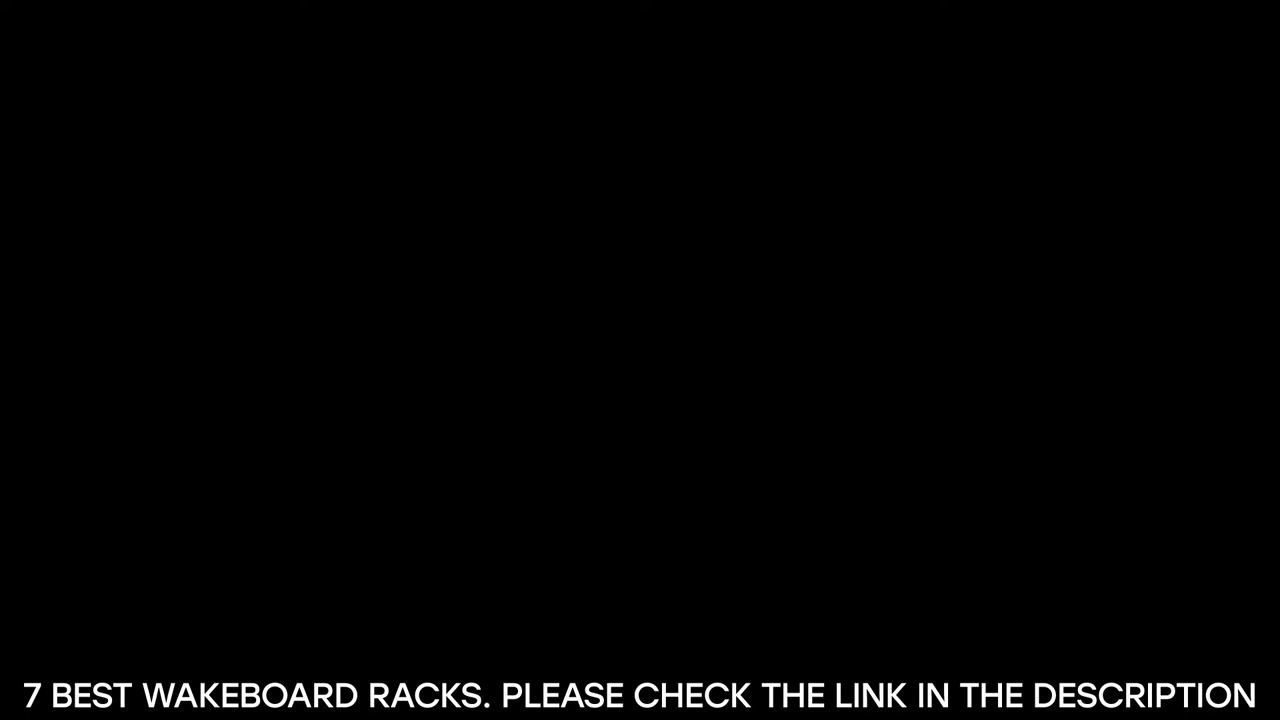 7 BEST WAKEBOARD RACKS. PLEASE CHECK THE LINK IN THE DESCRIPTION